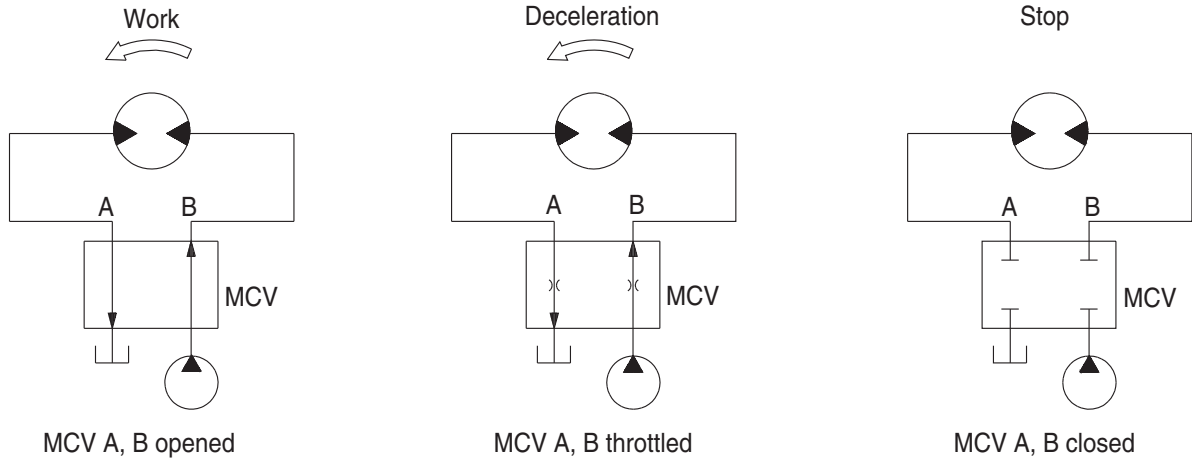 Work
Deceleration
Stop
A
B
MCV
A
B
MCV
A
B
MCV
MCV A, B opened
MCV A, B throttled
MCV A, B closed